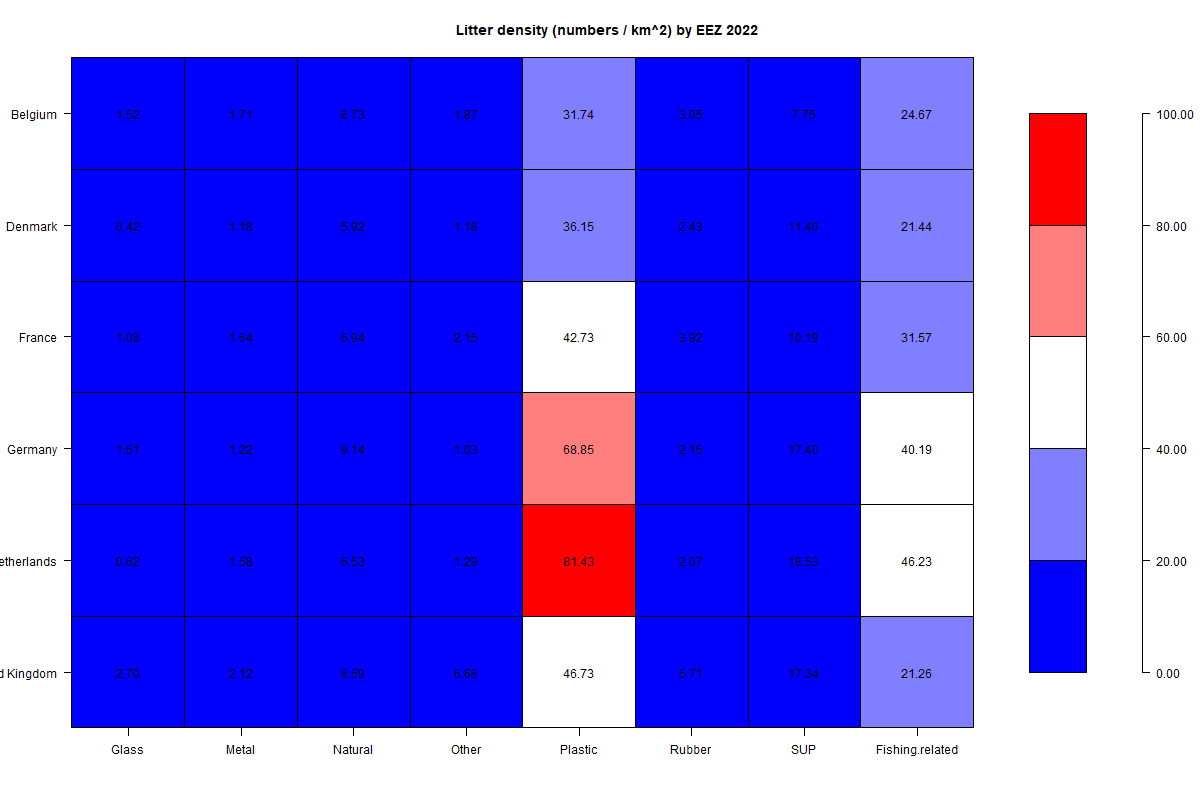 Litter density (numbers / km^2) by EEZ 2022
Belgium 1.52 1.71 8.73 1.87 31.74 3.05 7.75 24.67
Denmark 0.42 1.18 5.92 1.18 36.15 2.43 11.40 21.44
France 1.08 1.64 6.94 2.15 42.73 3.92 10.19 31.57
Germany 1.51 1.22 9.14 1.03 68.85 2.15 17.40 40.19
etherlands 0.62 1.58 6.53 1.29 81.43 2.07 18.53 46.23
d Kingdom 2.70 2.12 8.59 6.68 46.73 5.71 17.34 21.26
Glass Metal Natural Other Plastic Rubber SUP Fishing.related
100.00
80.00
60.00
40.00
20.00
0.00